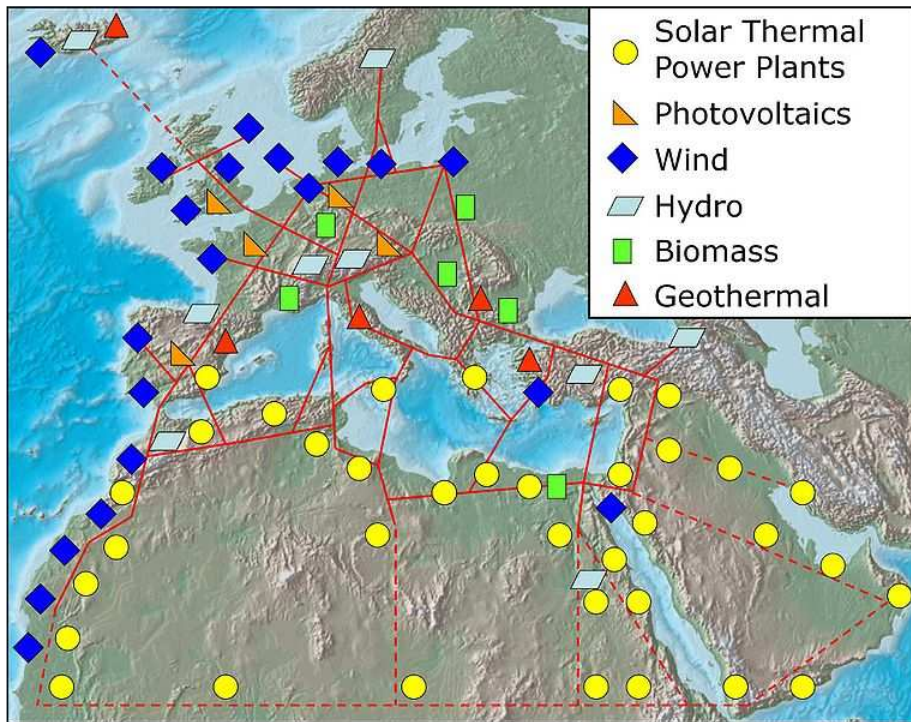 Solar Thermal
Power Plants
Photovoltaics
Wind
Hydro
Biomass
Geothermal